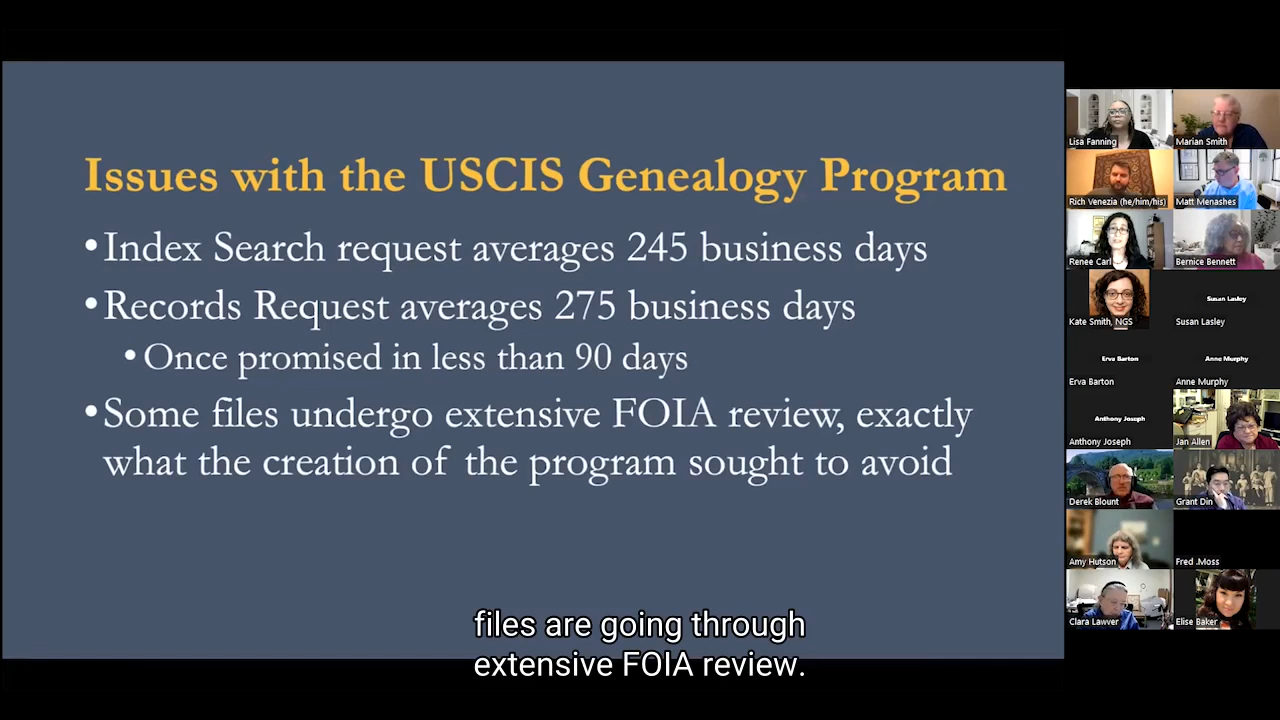 Issues with the USCIS Genealogy Program
• Index Search request averages 245 business days
• Records Request averages 275 business days
• Once promised in less than 90 days
• Some files undergo extensive FOIA review, exactly
what the creation of the program sought to avoid
files are going through
extensive FOIA review.
Lisa Fanning
Marian Smith
Rich Venezia (he/him/his)
Matt Menashes
Renee Carl
Bernice Bennett
Kate Smith, NGS
Susan Lasley
Susan Lasley
Erva Barton
Erva Barton
Anne Murphy
Anne Murphy
Anthony Joseph
Anthony Joseph
Jan Allen
Derek Blount
Grant Din
Amy Hutson
Fred .Moss
Clara Lawver
Elise Baker